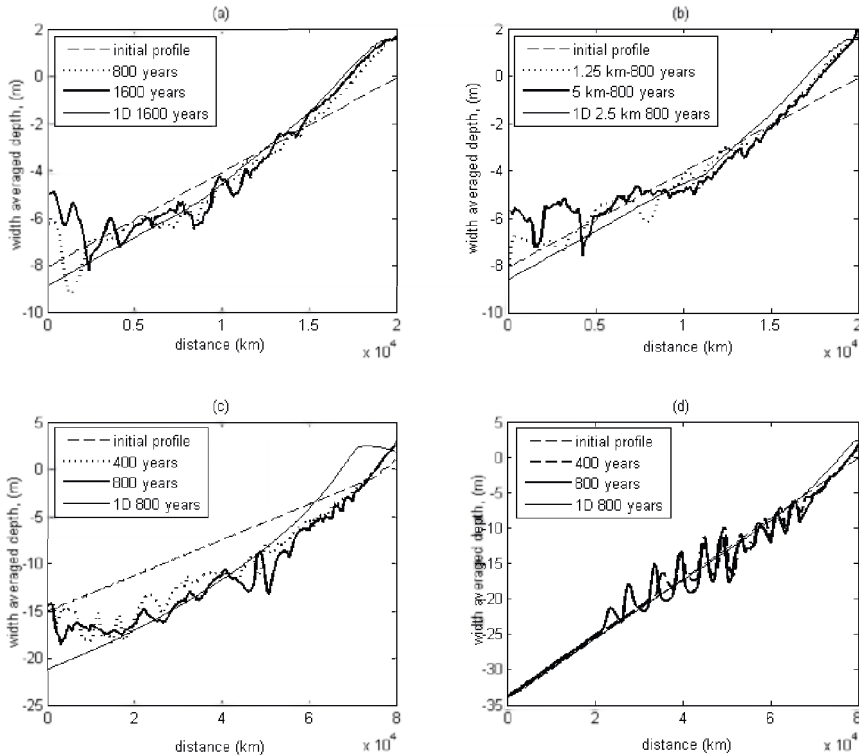 (a)
width averaged depth, (m)
2
0
-2
-4
-6
-8
-10
initial profile
800 years
1600 years
1D 1600 years
0
0.5
1
1.5
2
x 10^4
distance (km)
(b)
width averaged depth, (m)
2
0
-2
-4
-6
-8
-10
initial profile
1.25 km-800 years
5 km-800 years
1D 2.5 km 800 years
0
0.5
1
1.5
2
x 10^4
distance (km)
(c)
width averaged depth, (m)
5
0
-5
-10
-15
-20
-25
initial profile
400 years
800 years
1D 800 years
0
2
4
6
8
x 10^4
distance (km)
(d)
width averaged depth, (m)
5
0
-5
-10
-15
-20
-25
-30
-35
initial profile
400 years
800 years
1D 800 years
0
2
4
6
8
x 10^4
distance (km)